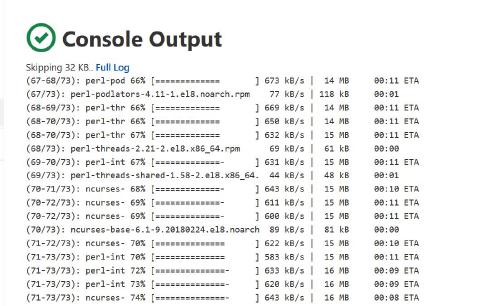 Console Output
Skipping 32 KB.. Full Log
(67-68/73): perl-pod 66% [============= ] 673 kB/s | 14 MB 00:11 ETA
(67/73): perl-podlators-4.11-1.el8.noarch.rpm 77 kB/s | 118 kB 00:01
(68-69/73): perl-thr 66% [============= ] 669 kB/s | 14 MB 00:11 ETA
(68-70/73): perl-thr 66% [============= ] 650 kB/s | 14 MB 00:11 ETA
(68-70/73): perl-thr 67% [============= ] 632 kB/s | 15 MB 00:11 ETA
(68/73): perl-threads-2.21-2.el8.x86_64.rpm 69 kB/s | 61 kB 00:00
(69-70/73): perl-int 67% [=============- ] 631 kB/s | 15 MB 00:11 ETA
(69/73): perl-threads-shared-1.58-2.el8.x86_64. 44 kB/s | 48 kB 00:01
(70-71/73): ncurses- 68% [=============- ] 643 kB/s | 15 MB 00:10 ETA
(70-72/73): ncurses- 69% [=============- ] 611 kB/s | 15 MB 00:11 ETA
(70-72/73): ncurses- 69% [=============- ] 600 kB/s | 15 MB 00:11 ETA
(70/73): ncurses-base-6.1-9.20180224.el8.noarch 89 kB/s | 81 kB 00:00
(71-72/73): ncurses- 70% [============== ] 622 kB/s | 15 MB 00:10 ETA
(71-73/73): perl-int 70% [============== ] 583 kB/s | 15 MB 00:11 ETA
(71-73/73): perl-int 72% [==============- ] 633 kB/s | 16 MB 00:09 ETA
(71-73/73): perl-int 73% [==============- ] 620 kB/s | 16 MB 00:09 ETA
(71-73/73): ncurses- 74% [==============- ] 643 kB/s | 16 MB 00:08 ETA